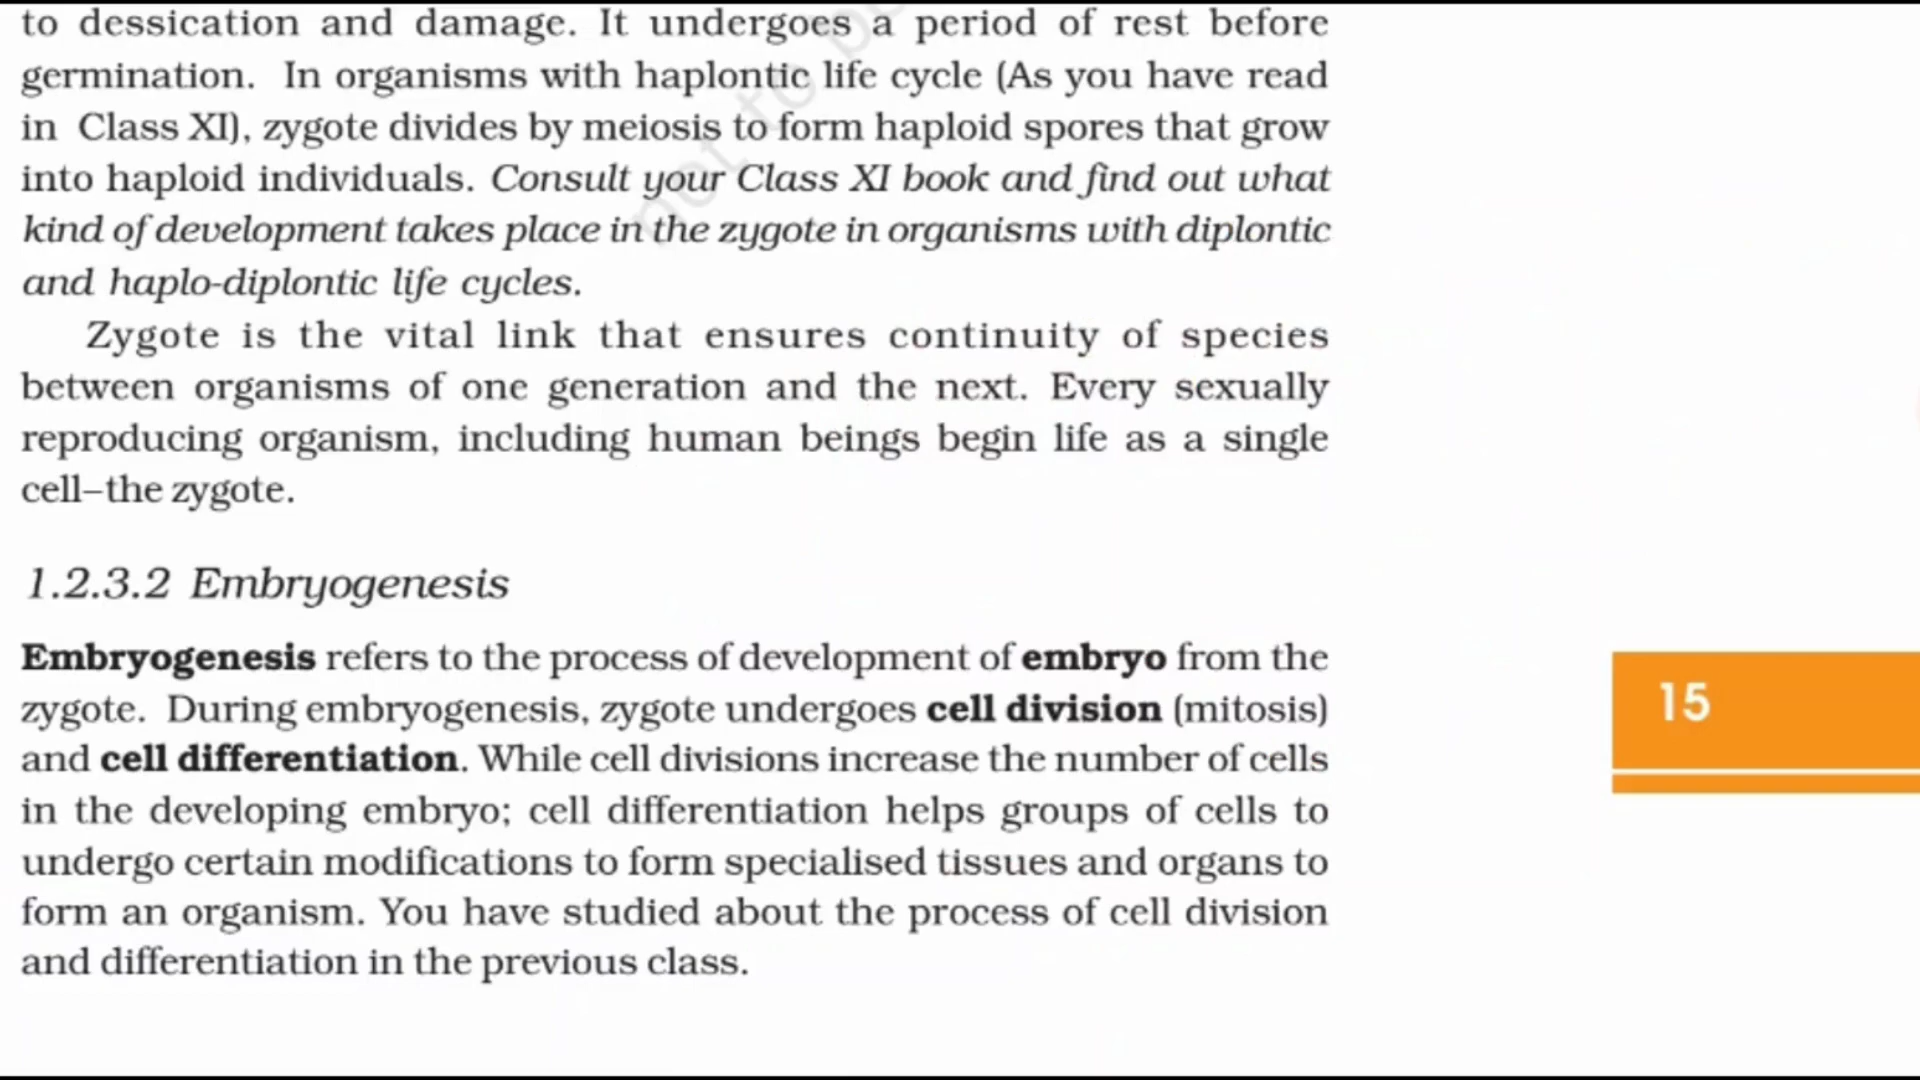 to dessication and damage. It undergoes a period of rest before
germination. In organisms with haplontic life cycle (As you have read
in Class XI), zygote divides by meiosis to form haploid spores that grow
into haploid individuals. Consult your Class XI book and find out what
kind of development takes place in the zygote in organisms with diplontic
and haplo-diplontic life cycles.
Zygote is the vital link that ensures continuity of species
between organisms of one generation and the next. Every sexually
reproducing organism, including human beings begin life as a single
cell–the zygote.
1.2.3.2 Embryogenesis
Embryogenesis refers to the process of development of embryo from the
zygote. During embryogenesis, zygote undergoes cell division (mitosis)
and cell differentiation. While cell divisions increase the number of cells
in the developing embryo; cell differentiation helps groups of cells to
undergo certain modifications to form specialised tissues and organs to
form an organism. You have studied about the process of cell division
and differentiation in the previous class.
15
not to